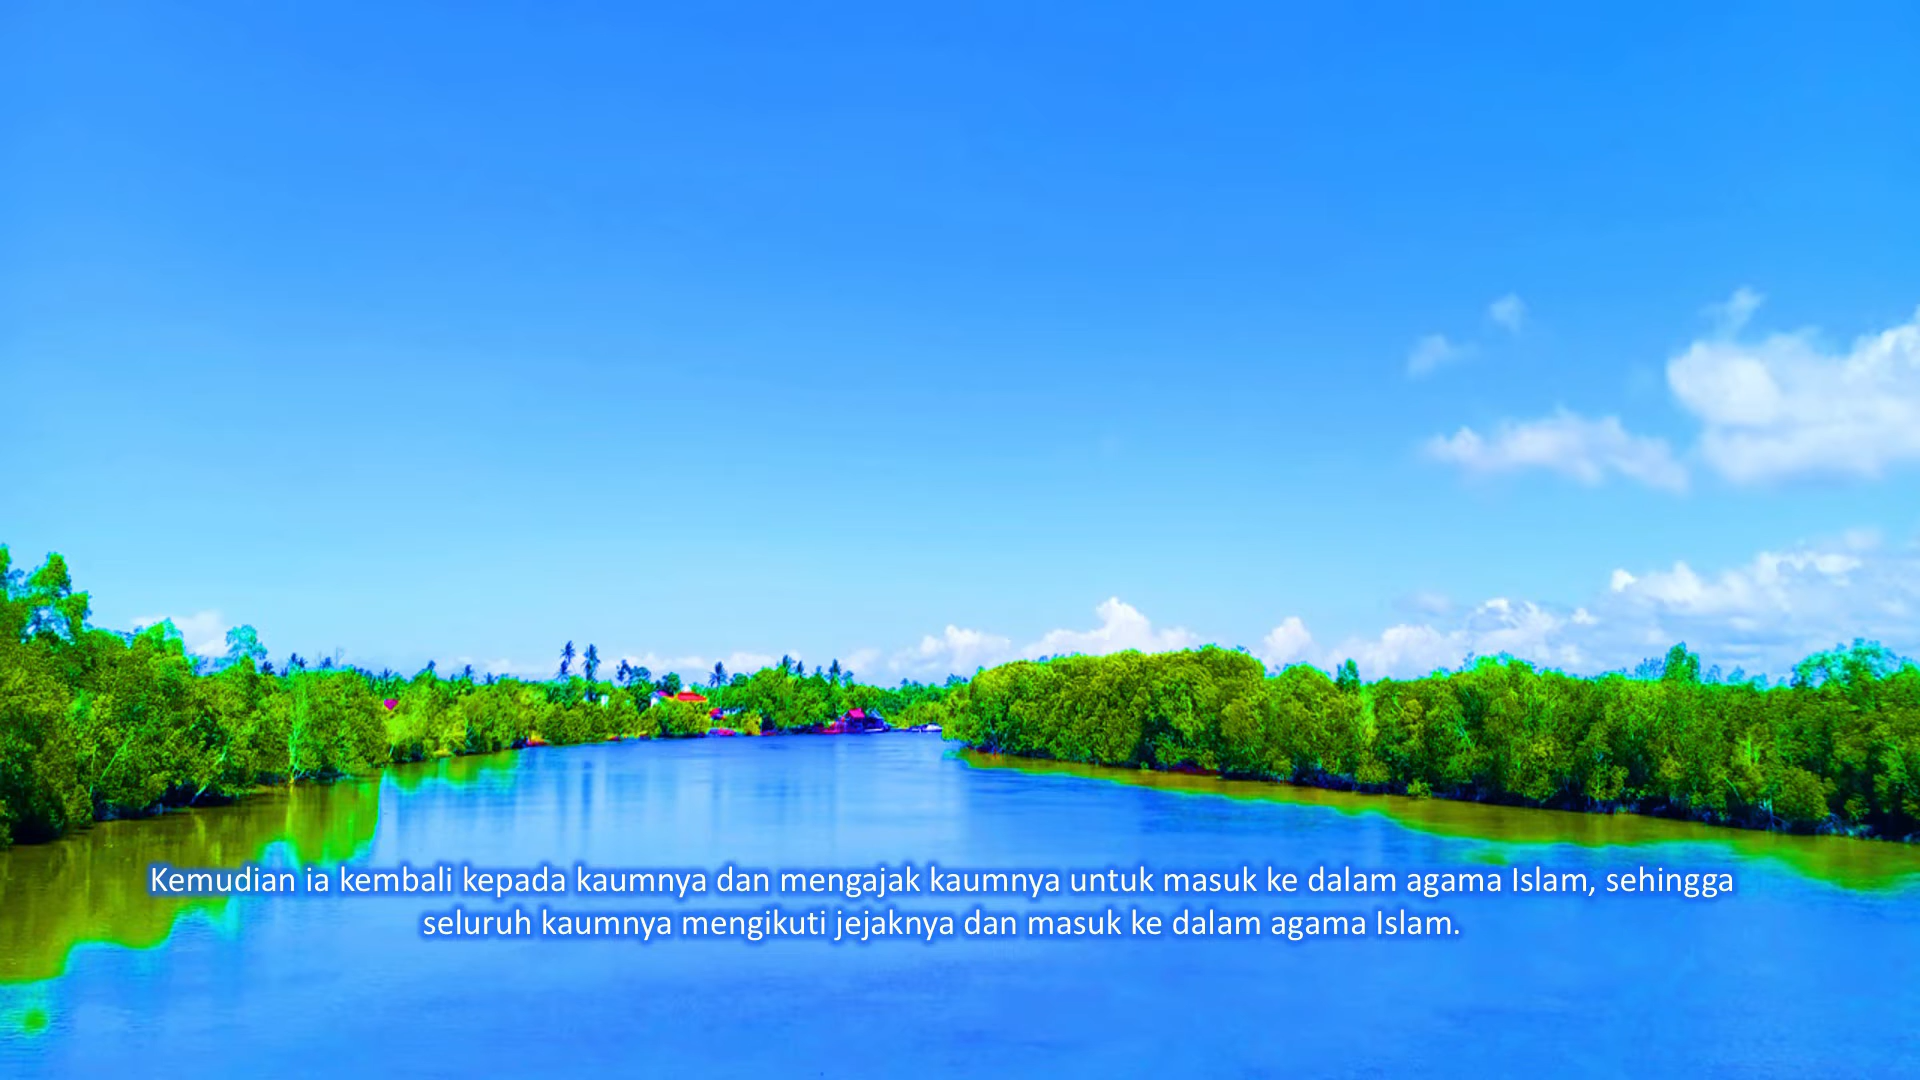 Kemudian ia kembali kepada kaumnya dan mengajak kaumnya untuk masuk ke dalam agama Islam, sehingga
seluruh kaumnya mengikuti jejaknya dan masuk ke dalam agama Islam.